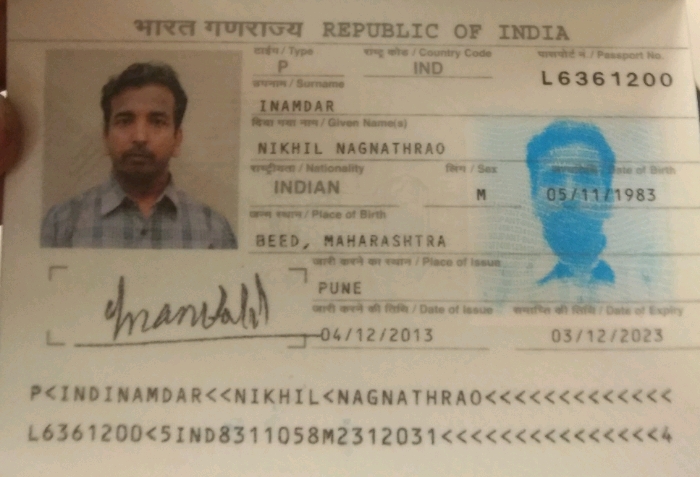 भारत गणराज्य REPUBLIC OF INDIA
टाईप / Type राष्ट्र कोड / Country Code पासपोर्ट नं. / Passport No.
P IND L6361200
उपनाम / Surname
INAMDAR
दिया गया नाम / Given Name(s)
NIKHIL NAGNATHRAO
राष्ट्रीयता / Nationality लिंग / Sex Date of Birth
INDIAN M 05/11/1983
जन्म स्थान / Place of Birth
BEED, MAHARASHTRA
जारी करने का स्थान / Place of Issue
PUNE
जारी करने की तिथि / Date of Issue समाप्ति की तिथि / Date of Expiry
04/12/2013 03/12/2023
P<INDINAMDAR<<NIKHIL<NAGNATHRAO<<<<<<<<<<<<<
L6361200<5IND8311058M2312031<<<<<<<<<<<<<<<4